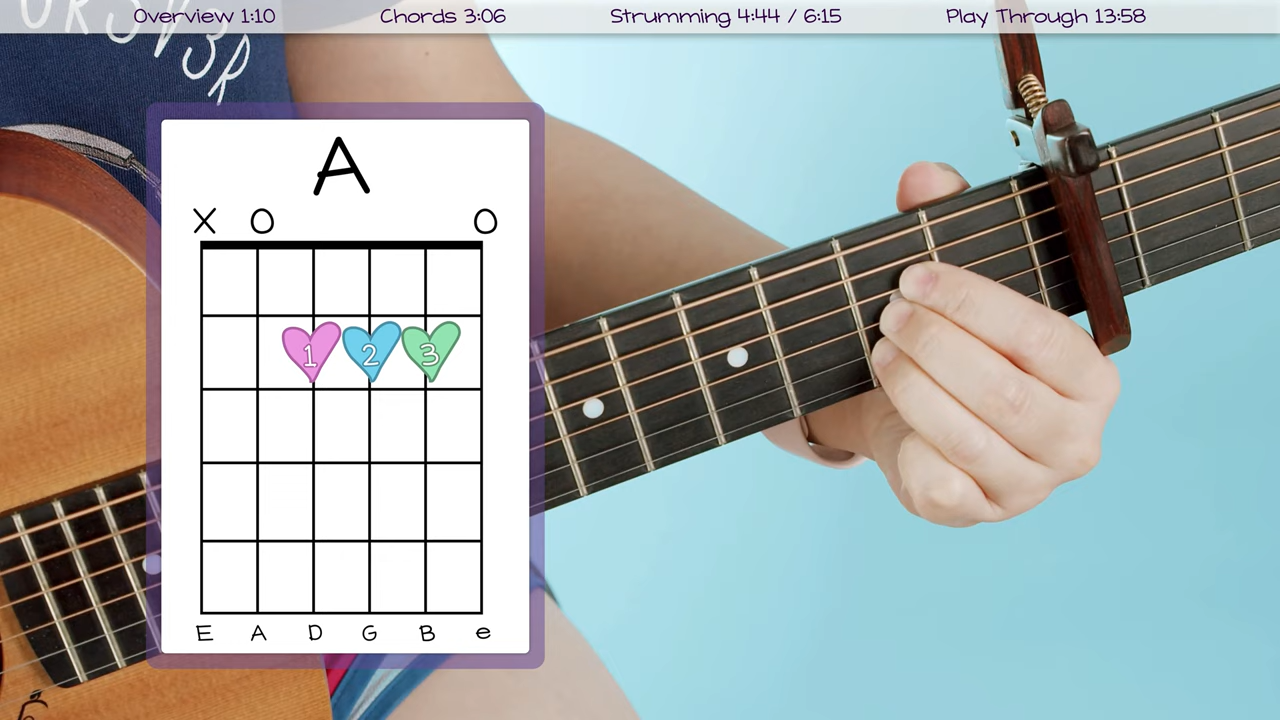 Overview 1:10 Chords 3:06 Strumming 4:44 / 6:15 Play Through 13:58
A
X O O
1 2 3
E A D G B e